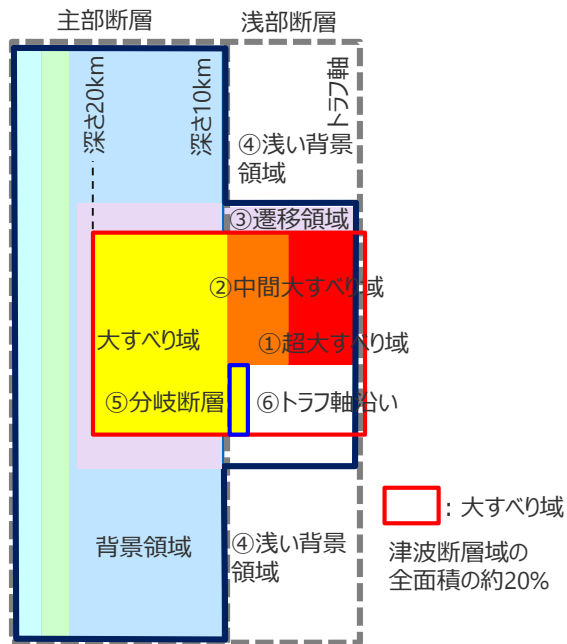 主部断層
浅部断層
深さ20km
深さ10km
トラフ軸
④浅い背景
領域
③遷移領域
②中間大すべり域
大すべり域
①超大すべり域
⑤分岐断層
⑥トラフ軸沿い
背景領域
④浅い背景
領域
：大すべり域
津波断層域の
全面積の約20%